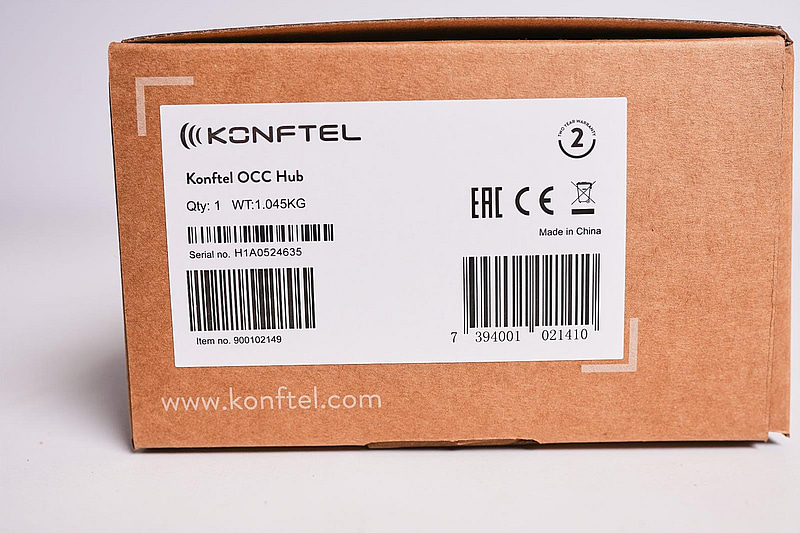 KONFTEL
TWO YEAR WARRANTY
2
Konftel OCC Hub
Qty: 1 WT:1.045KG
EAC CE
Made in China
Serial no. H1A0524635
Item no. 900102149
7 394001 021410
www.konftel.com